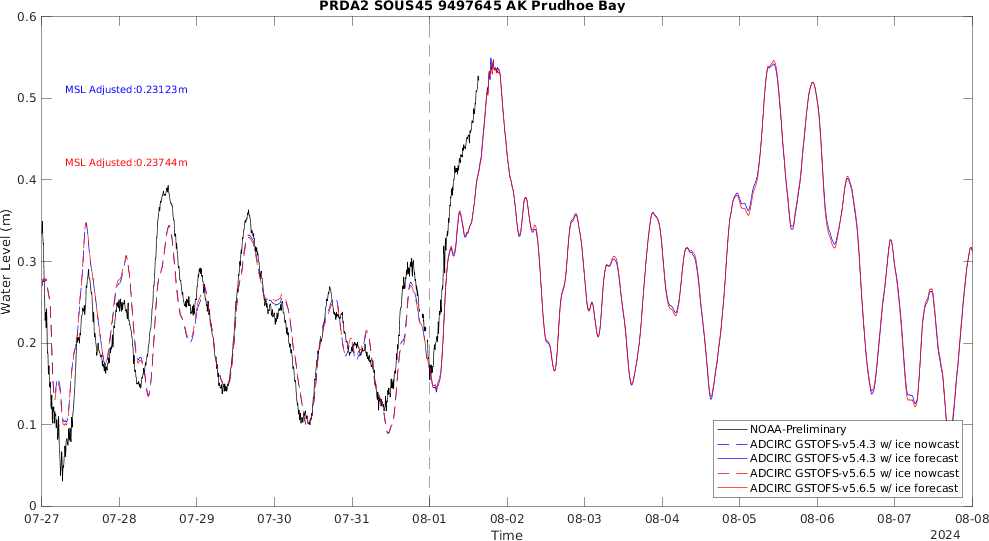 PRDA2 SOUS45 9497645 AK Prudhoe Bay
0.6
MSL Adjusted:0.23123m
0.5
MSL Adjusted:0.23744m
0.4
Water Level (m)
0.3
0.2
0.1
0
NOAA-Preliminary
ADCIRC GSTOFS-v5.4.3 w/ ice nowcast
ADCIRC GSTOFS-v5.4.3 w/ ice forecast
ADCIRC GSTOFS-v5.6.5 w/ ice nowcast
ADCIRC GSTOFS-v5.6.5 w/ ice forecast
07-27 07-28 07-29 07-30 07-31 08-01 08-02 08-03 08-04 08-05 08-06 08-07 08-08
Time
2024